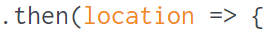 .then(location => {